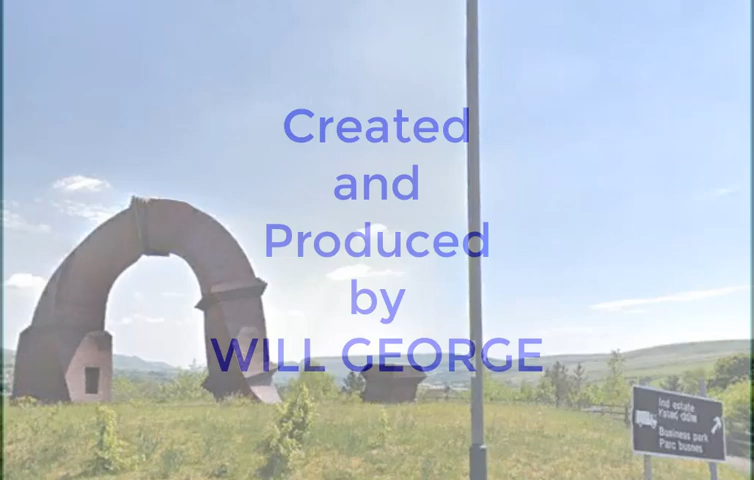 Created
and
Produced
by
WILL GEORGE
Ind estate
Business park
Parc busnes